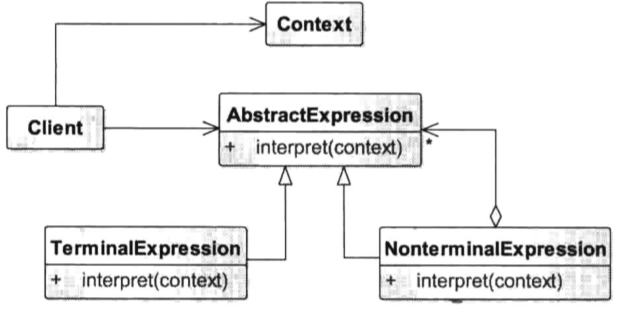 Context
Client
AbstractExpression
+ interpret(context)
*
TerminalExpression
+ interpret(context)
NonterminalExpression
+ interpret(context)